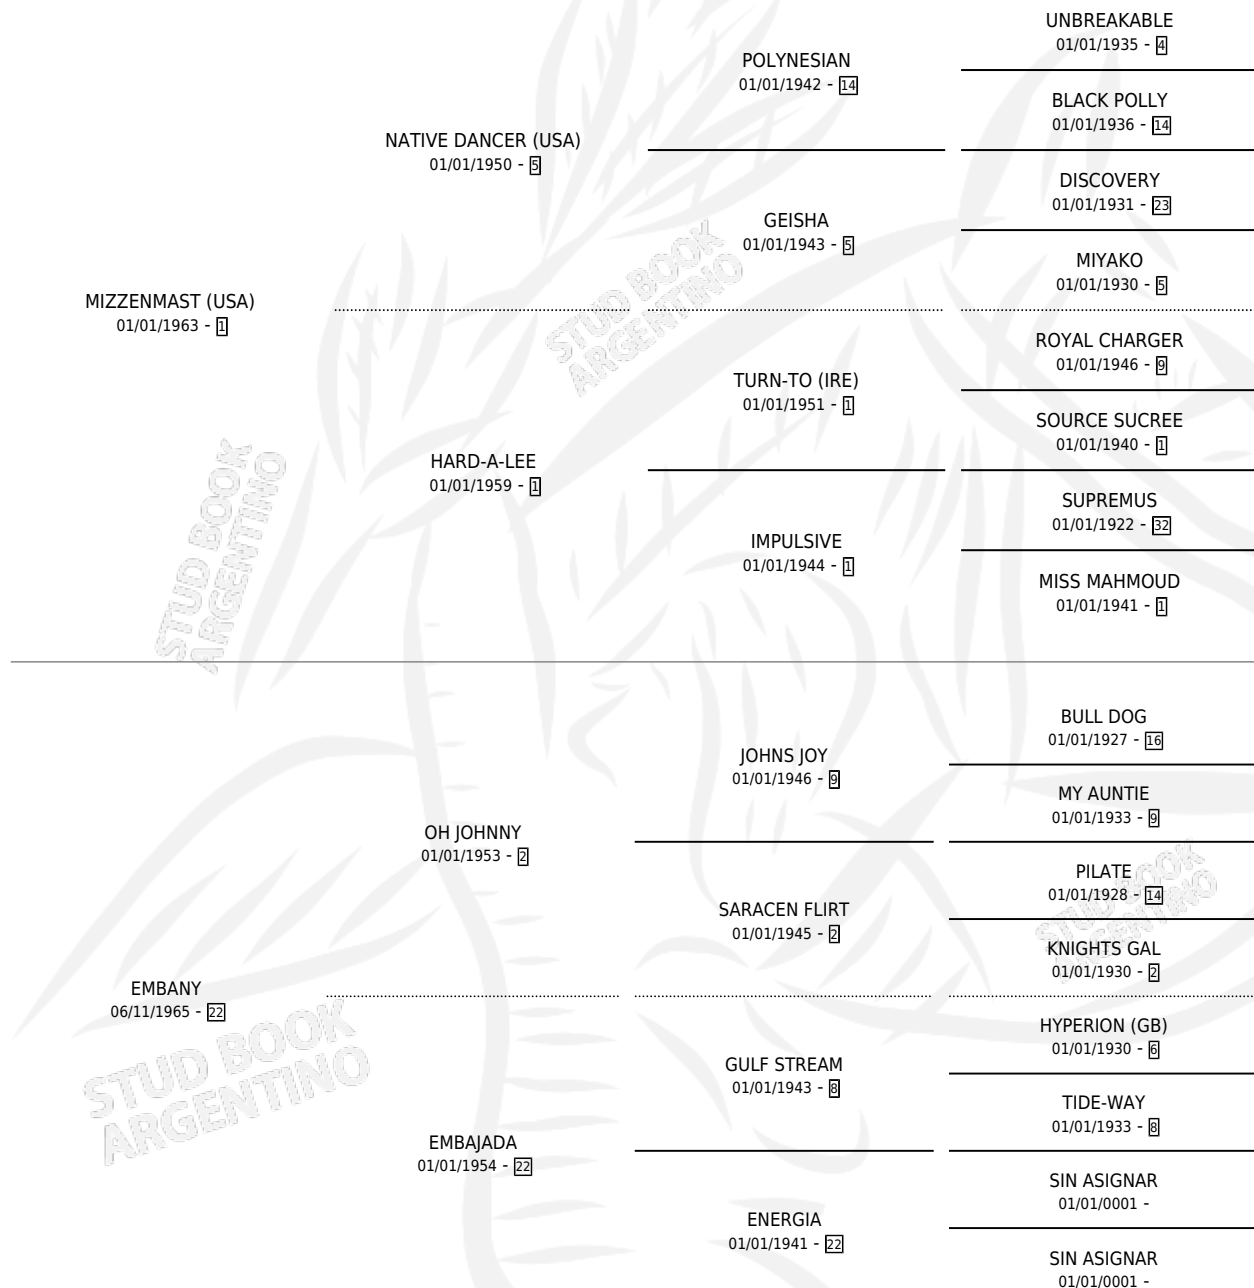 UNBREAKABLE
01/01/1935 - 4
POLYNESIAN
01/01/1942 - 14
BLACK POLLY
01/01/1936 - 14
NATIVE DANCER (USA)
01/01/1950 - 5
DISCOVERY
01/01/1931 - 23
GEISHA
01/01/1943 - 5
MIYAKO
01/01/1930 - 5
MIZZENMAST (USA)
01/01/1963 - 1
ROYAL CHARGER
01/01/1946 - 9
TURN-TO (IRE)
01/01/1951 - 1
SOURCE SUCREE
01/01/1940 - 1
HARD-A-LEE
01/01/1959 - 1
SUPREMUS
01/01/1922 - 32
IMPULSIVE
01/01/1944 - 1
MISS MAHMOUD
01/01/1941 - 1
BULL DOG
01/01/1927 - 16
JOHNS JOY
01/01/1946 - 9
MY AUNTIE
01/01/1933 - 9
OH JOHNNY
01/01/1953 - 2
PILATE
01/01/1928 - 14
SARACEN FLIRT
01/01/1945 - 2
KNIGHTS GAL
01/01/1930 - 2
EMBANY
06/11/1965 - 22
HYPERION (GB)
01/01/1930 - 6
GULF STREAM
01/01/1943 - 8
TIDE-WAY
01/01/1933 - 8
EMBAJADA
01/01/1954 - 22
SIN ASIGNAR
01/01/0001 -
ENERGIA
01/01/1941 - 22
SIN ASIGNAR
01/01/0001 -
STUD BOOK
ARGENTINO
STUD BOOK
ARGENTINO
STUD BOOK
ARGENTINO
STUD BOOK
ARGENTINO